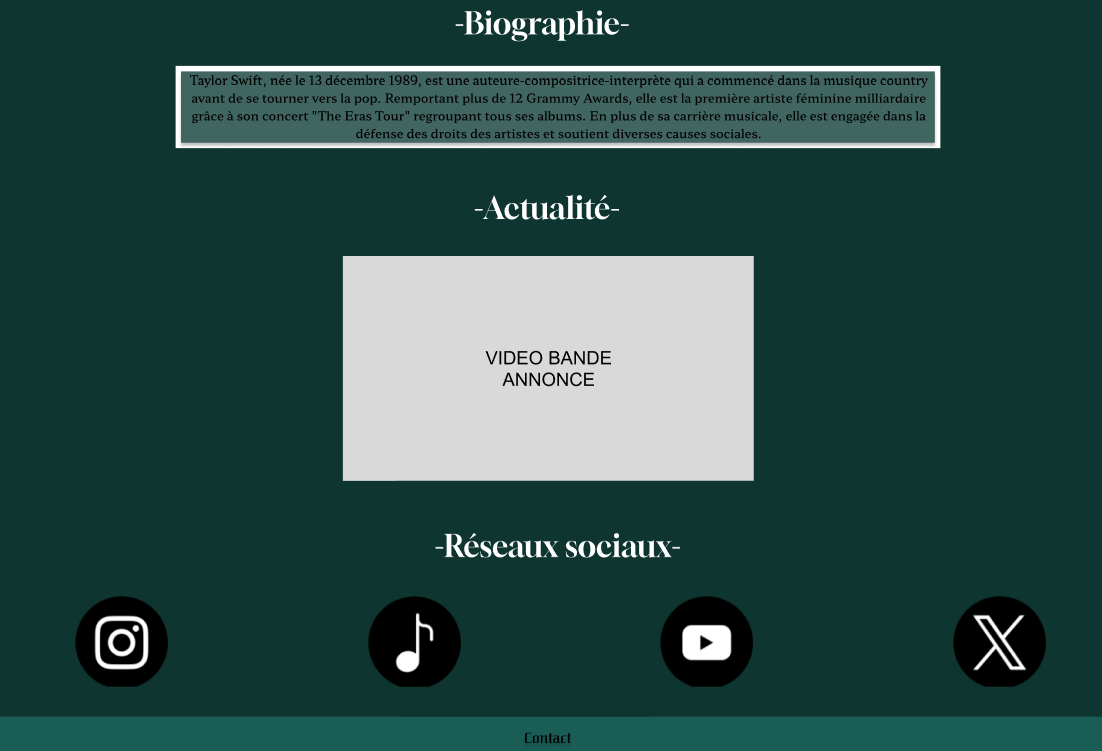 -Biographie-
Taylor Swift, née le 13 décembre 1989, est une auteure-compositrice-interprète qui a commencé dans la musique country
avant de se tourner vers la pop. Remportant plus de 12 Grammy Awards, elle est la première artiste féminine milliardaire
grâce à son concert "The Eras Tour" regroupant tous ses albums. En plus de sa carrière musicale, elle est engagée dans la
défense des droits des artistes et soutient diverses causes sociales.
-Actualité-
VIDEO BANDE
ANNONCE
-Réseaux sociaux-
Contact